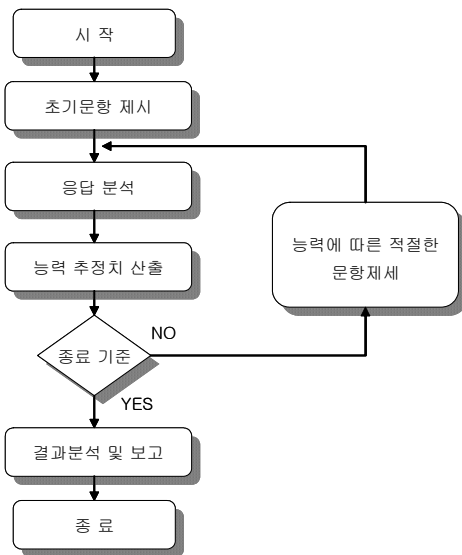 시 작
초기문항 제시
응답 분석
능력에 따른 적절한
문항제세
능력 추정치 산출
NO
종료 기준
YES
결과분석 및 보고
종 료